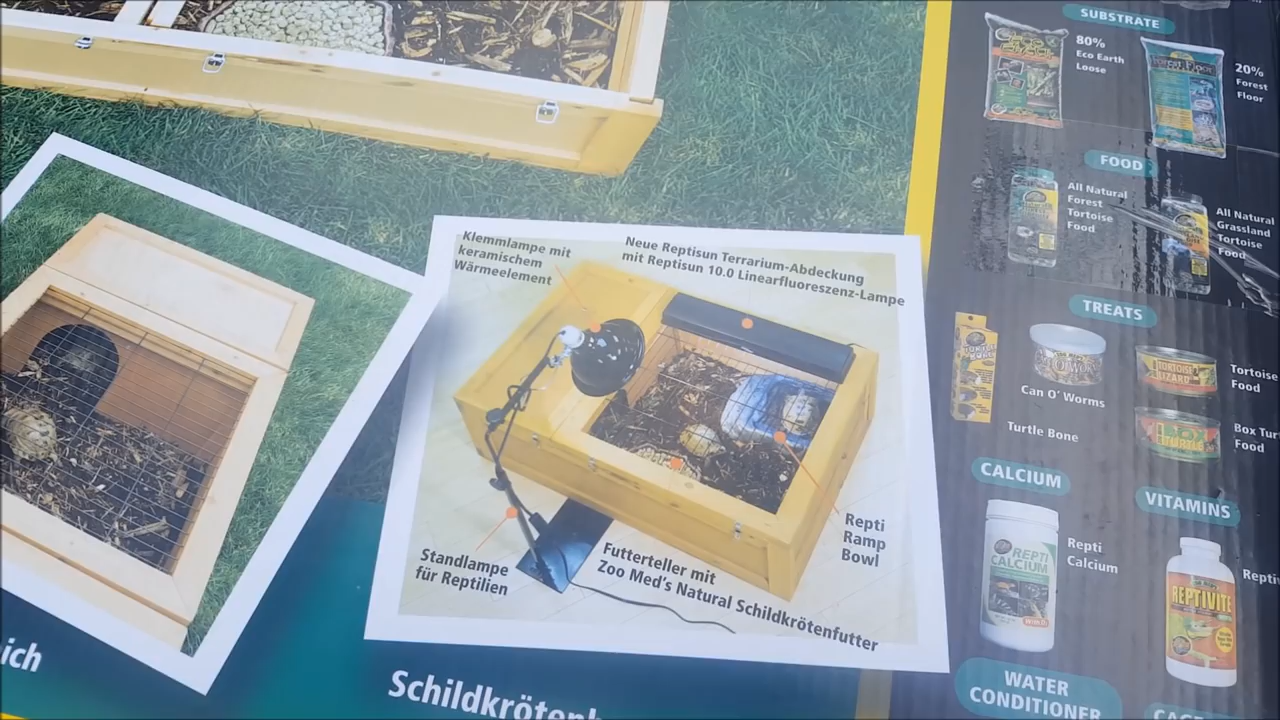 SUBSTRATE
80%
Eco Earth
Loose
20%
Forest
Floor
FOOD
All Natural
Forest
Tortoise
Food
All Natural
Grassland
Tortoise
Food
TREATS
Can O' Worms
Turtle Bone
Tortoise
Food
Food
CALCIUM
REPTI
CALCIUM
Repti
Calcium
VITAMINS
REPTIVITE
WATER
CONDITIONER
Klemmlampe mit
keramischem
Wärmeelement
Neue Reptisun Terrarium-Abdeckung
mit Reptisun 10.0 Linearfluoreszenz-Lampe
Standlampe
für Reptilien
Futterteller mit
Zoo Med's Natural Schildkrötenfutter
Repti
Ramp
Bowl
ich